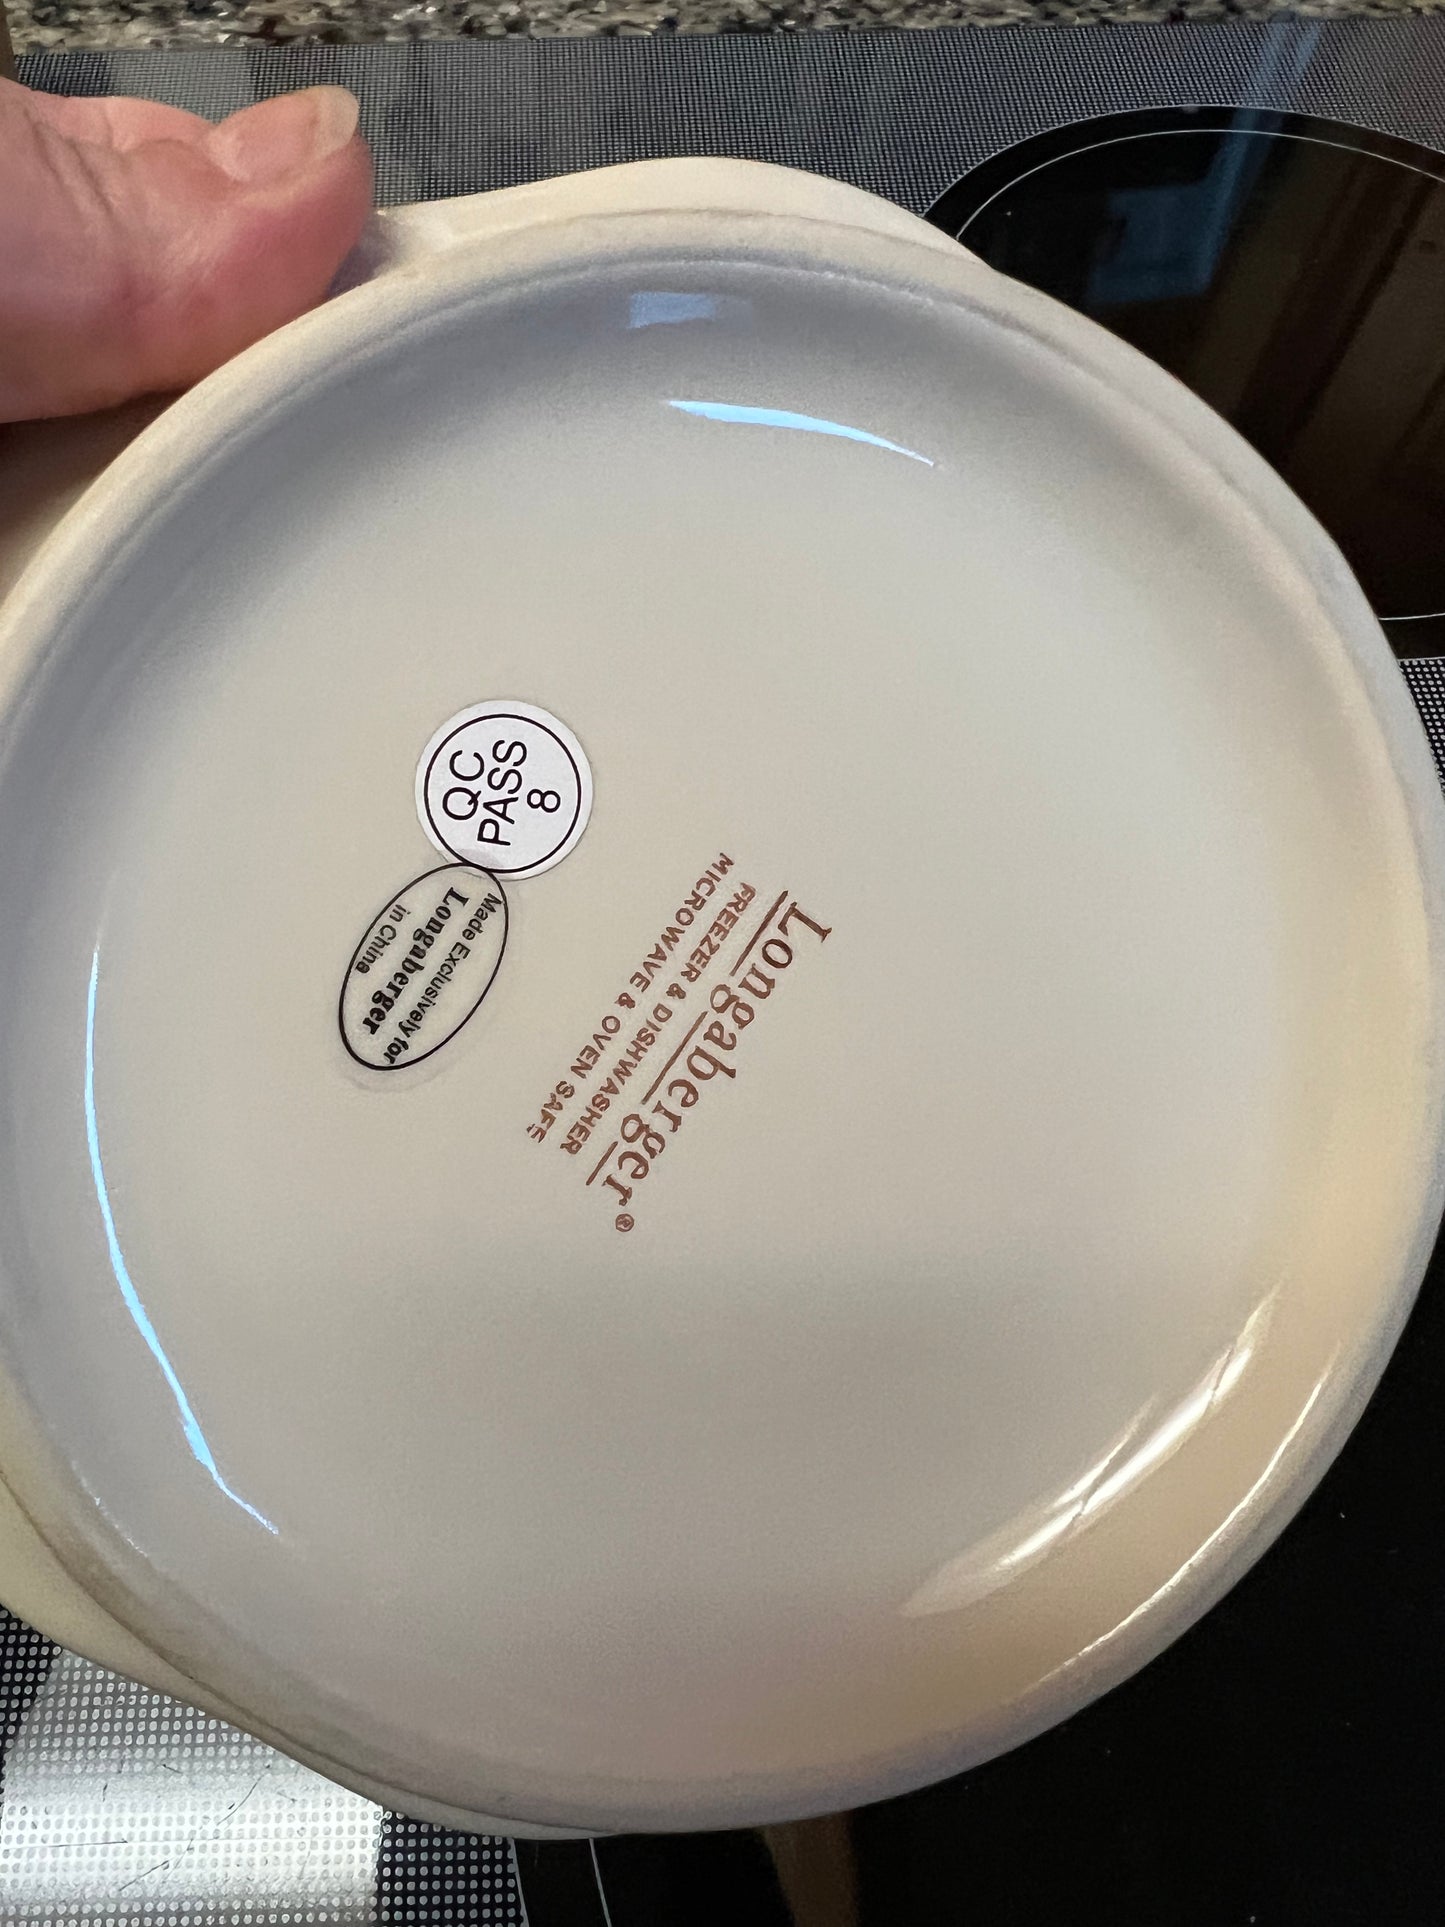 QC
PASS
8
Made Exclusively for
Longaberger
in China
Longaberger®
FREEZER & DISHWASHER
MICROWAVE & OVEN SAFE